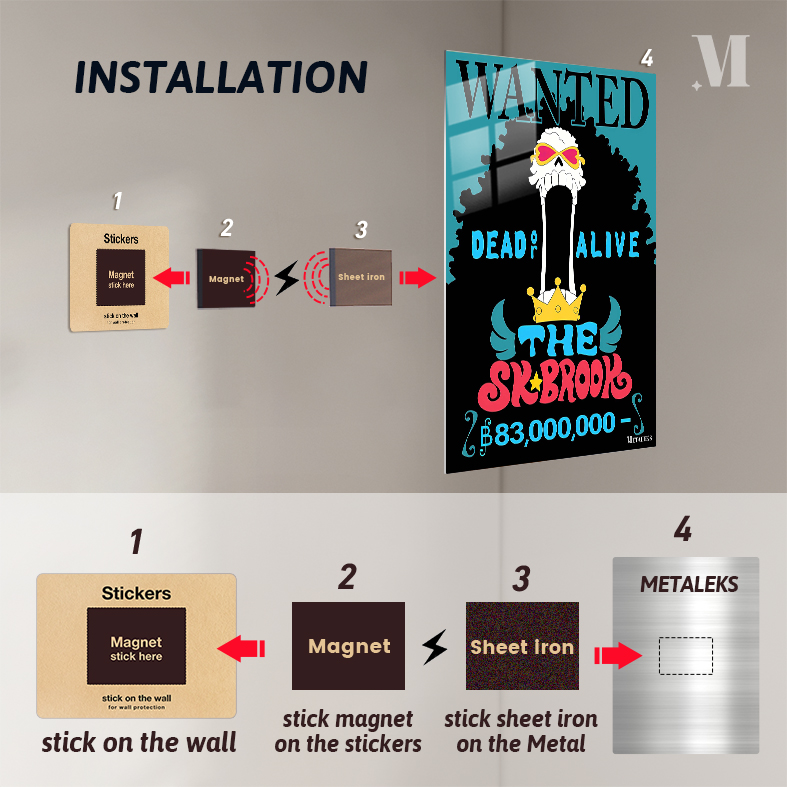 INSTALLATION
M
4
WANTED
DEAD OR ALIVE
THE
SK★BROOK
฿83,000,000 –
METALEKS
1
Stickers
Magnet
stick here
stick on the wall
for wall protection
2
Magnet
3
Sheet iron
1
Stickers
Magnet
stick here
stick on the wall
for wall protection
stick on the wall
2
Magnet
stick magnet
on the stickers
3
Sheet iron
stick sheet iron
on the Metal
4
METALEKS